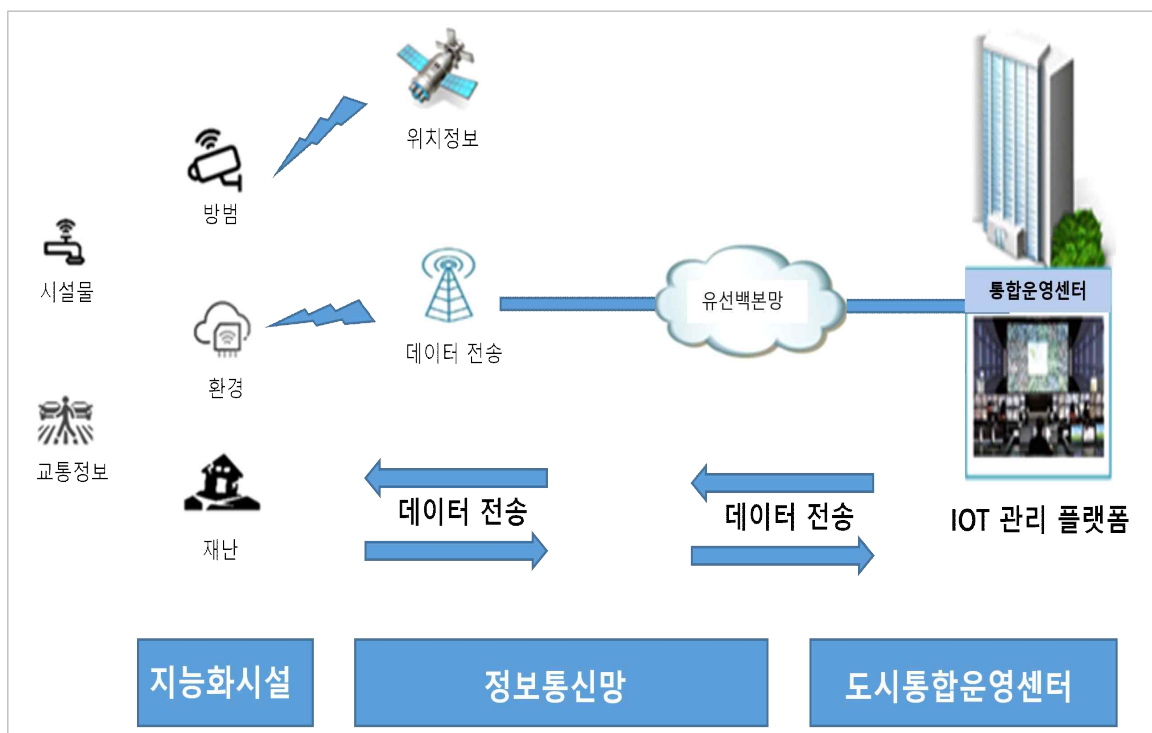 위치정보
방범
시설물
유선백본망
통합운영센터
데이터 전송
환경
교통정보
데이터 전송
데이터 전송
IOT 관리 플랫폼
재난
지능화시설
정보통신망
도시통합운영센터